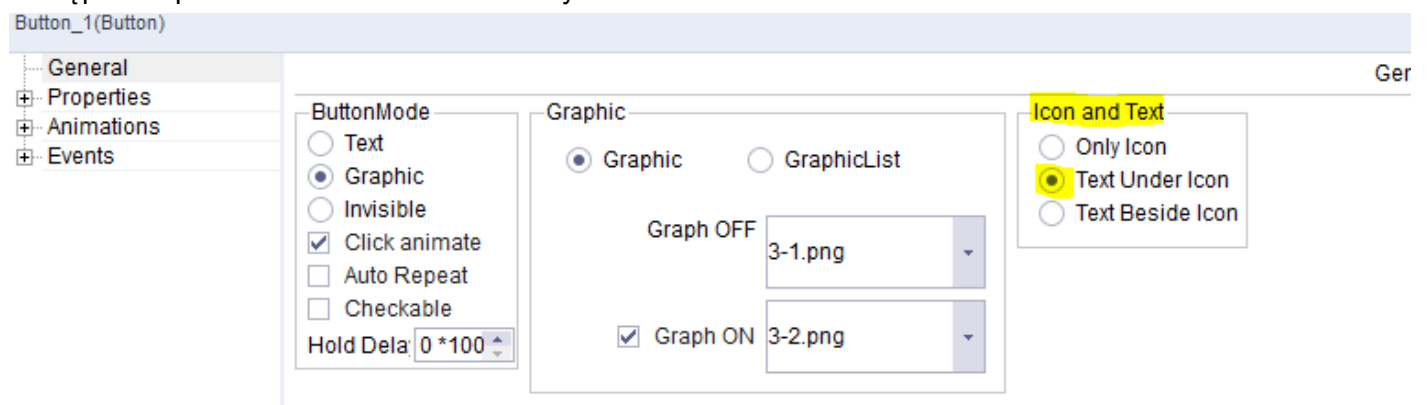 Button_1(Button)
General
Properties
Animations
Events
Ger
ButtonMode
Text
Graphic
Invisible
Click animate
Auto Repeat
Checkable
Hold Dela 0 *100
Graphic
Graphic GraphicList
Graph OFF 3-1.png
Graph ON 3-2.png
Icon and Text
Only Icon
Text Under Icon
Text Beside Icon